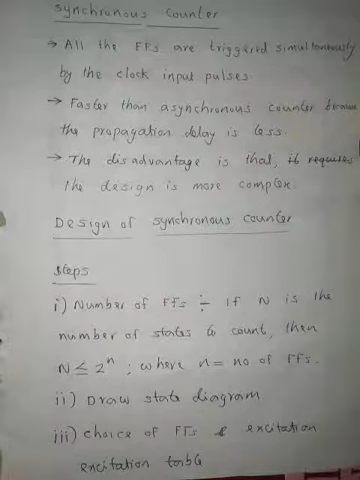 Synchronous Counter
→ All the FFs are triggered simultaneously
by the clock input pulses.
→ Faster than asynchronous counter because
the propagation delay is less.
→ The disadvantage is that, it requires
the design is more complex.
Design of synchronous counter
Steps
i) Number of FFs ÷ If N is the
number of states to count, then
N ≤ 2ⁿ ; where n = no of FFs.
ii) Draw state diagram
iii) choice of FFs & excitation
excitation table